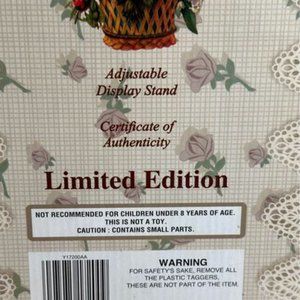 Adjustable
Display Stand
Certificate of
Authenticity
Limited Edition
NOT RECOMMENDED FOR CHILDREN UNDER 8 YEARS OF AGE.
THIS IS NOT A TOY.
CAUTION : CONTAINS SMALL PARTS.
Y17200AA
WARNING
FOR SAFETY'S SAKE, REMOVE ALL
THE PLASTIC TAGGERS,
THESE ARE NOT PART OF THE ITEM.